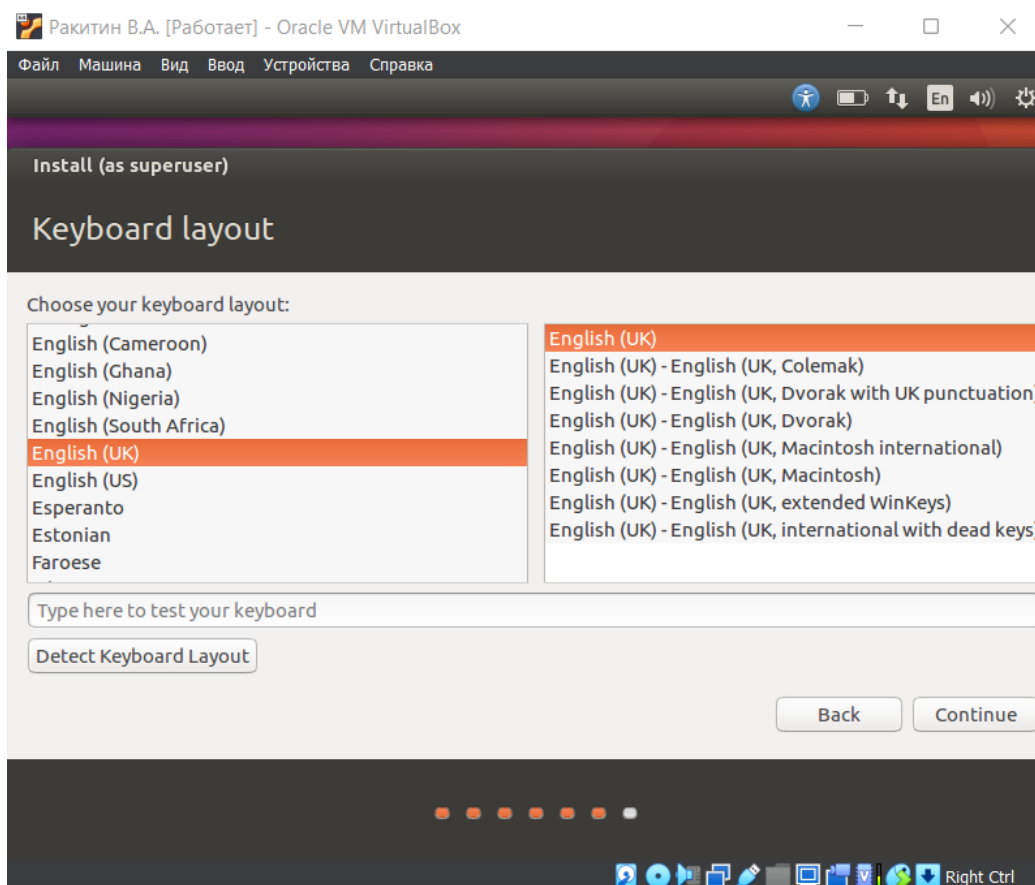 Ракитин В.А. [Работает] - Oracle VM VirtualBox
Файл Машина Вид Ввод Устройства Справка
En
Install (as superuser)
Keyboard layout
Choose your keyboard layout:
English (Cameroon)
English (Ghana)
English (Nigeria)
English (South Africa)
English (UK)
English (US)
Esperanto
Estonian
Faroese
English (UK)
English (UK) - English (UK, Colemak)
English (UK) - English (UK, Dvorak with UK punctuation)
English (UK) - English (UK, Dvorak)
English (UK) - English (UK, Macintosh international)
English (UK) - English (UK, Macintosh)
English (UK) - English (UK, extended WinKeys)
English (UK) - English (UK, international with dead keys)
Type here to test your keyboard
Detect Keyboard Layout
Back Continue
Right Ctrl